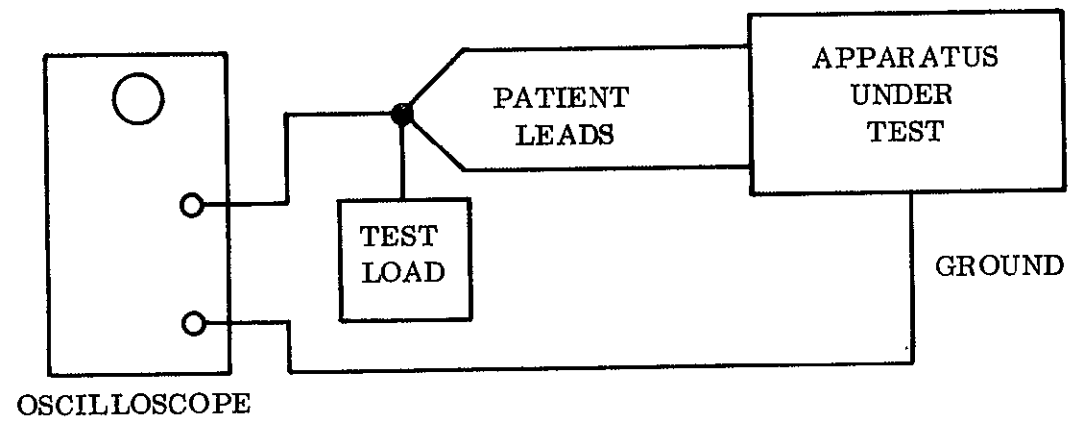 APPARATUS
UNDER
TEST
PATIENT
LEADS
TEST
LOAD
GROUND
OSCILLOSCOPE